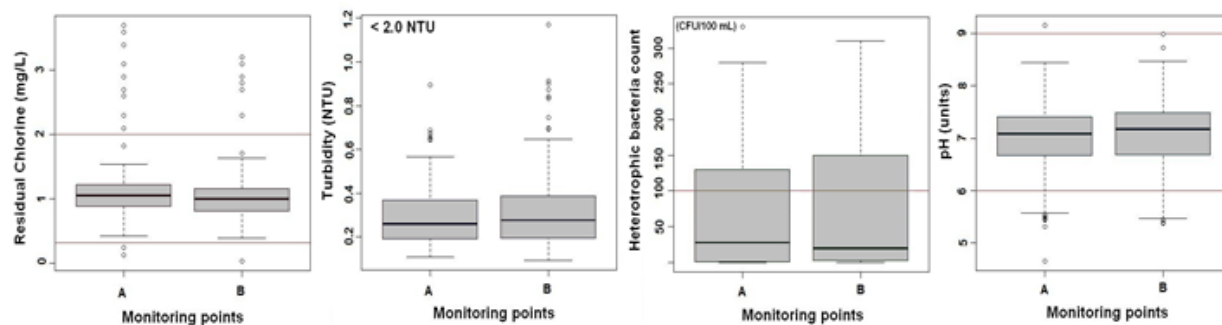 Residual Chlorine (mg/L)
3
2
1
0
A
B
Monitoring points
Turbidity (NTU)
< 2.0 NTU
1.2
1.0
0.8
0.6
0.4
0.2
A
B
Monitoring points
Heterotrophic bacteria count
(CFU/100 mL)
300
250
200
150
100
50
A
B
Monitoring points
pH (units)
9
8
7
6
5
A
B
Monitoring points